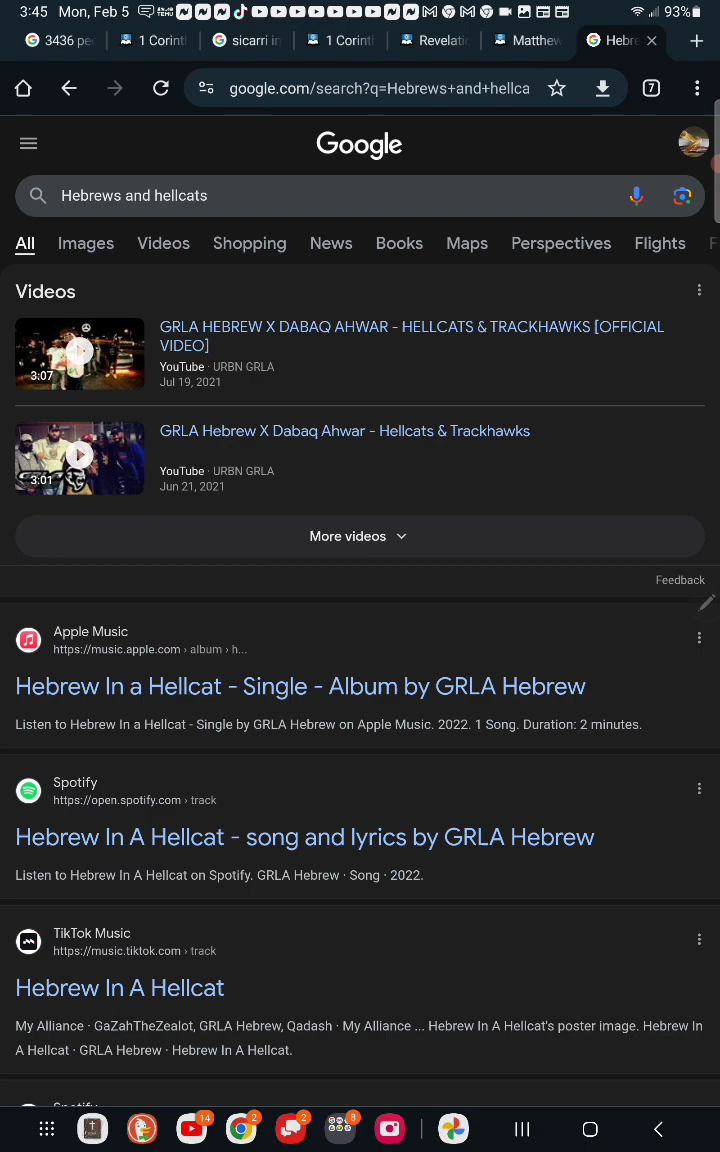 3:45 Mon, Feb 5 93%
3436 pe 1 Corint sicarri in 1 Corint Revelatio Matthew Hebre
google.com/search?q=Hebrews+and+hellca 7
Google
Hebrews and hellcats
All Images Videos Shopping News Books Maps Perspectives Flights
Videos
GRLA HEBREW X DABAQ AHWAR - HELLCATS & TRACKHAWKS [OFFICIAL
VIDEO]
YouTube · URBN GRLA
Jul 19, 2021
3:07
GRLA Hebrew X Dabaq Ahwar - Hellcats & Trackhawks
YouTube · URBN GRLA
Jun 21, 2021
3:01
More videos
Feedback
Apple Music
https://music.apple.com › album › h...
Hebrew In a Hellcat - Single - Album by GRLA Hebrew
Listen to Hebrew In a Hellcat - Single by GRLA Hebrew on Apple Music. 2022. 1 Song. Duration: 2 minutes.
Spotify
https://open.spotify.com › track
Hebrew In A Hellcat - song and lyrics by GRLA Hebrew
Listen to Hebrew In A Hellcat on Spotify. GRLA Hebrew · Song · 2022.
TikTok Music
https://music.tiktok.com › track
Hebrew In A Hellcat
My Alliance · GaZahTheZealot, GRLA Hebrew, Qadash · My Alliance ... Hebrew In A Hellcat's poster image. Hebrew In
A Hellcat · GRLA Hebrew · Hebrew In A Hellcat.
Spotify
14 2 2 8